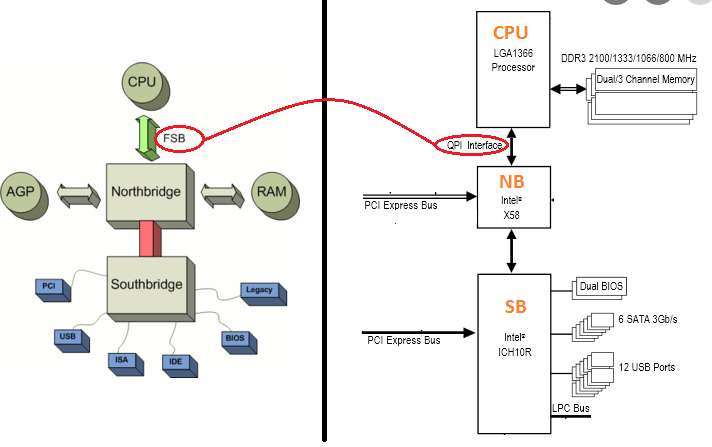 CPU
FSB
AGP
Northbridge
RAM
Southbridge
PCI
Legacy
USB
BIOS
ISA
IDE
CPU
LGA1366
Processor
DDR3 2100/1333/1066/800 MHz
Dual/3 Channel Memory
QPI Interface
NB
Intel®
X58
PCI Express Bus
SB
Intel®
ICH10R
Dual BIOS
6 SATA 3Gb/s
PCI Express Bus
12 USB Ports
LPC Bus